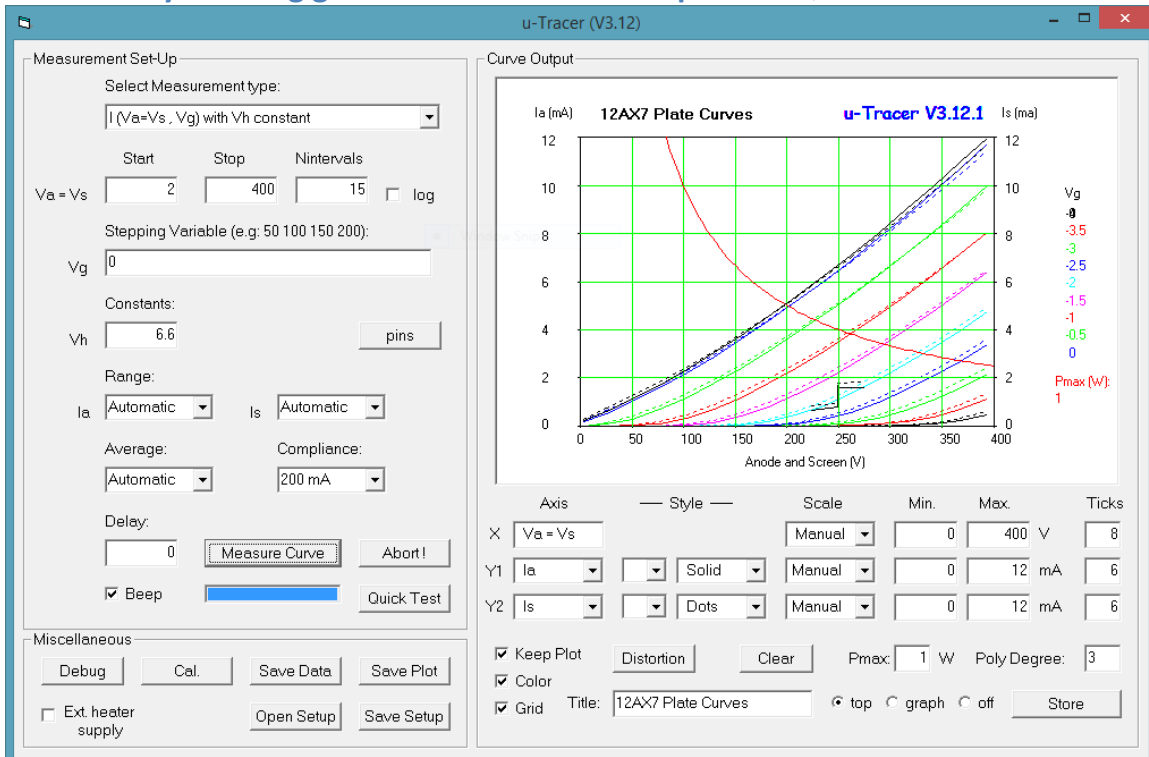 u-Tracer (V3.12)
Measurement Set-Up
Select Measurement type:
I (Va=Vs , Vg) with Vh constant
Start Stop Nintervals
Va = Vs 2 400 15 log
Stepping Variable (e.g: 50 100 150 200):
Vg 0
Constants:
Vh 6.6 pins
Range:
Ia Automatic Is Automatic
Average: Compliance:
Automatic 200 mA
Delay:
0 Measure Curve Abort!
Beep Quick Test
Miscellaneous
Debug Cal. Save Data Save Plot
Ext. heater
supply
Open Setup Save Setup
Curve Output
Ia (mA) 12AX7 Plate Curves u-Tracer V3.12.1 Is (ma)
12 12
10 10
8 8
6 6
4 4
2 2
0 0
0 50 100 150 200 250 300 350 400
Anode and Screen (V)
Vg
-3.5
-3
-2.5
-2
-1.5
-1
-0.5
0
Pmax (W):
1
Axis Style Scale Min. Max. Ticks
X Va = Vs Manual 0 400 V 8
Y1 Ia Solid Manual 0 12 mA 6
Y2 Is Dots Manual 0 12 mA 6
Keep Plot Distortion Clear Pmax: 1 W Poly Degree: 3
Color
Grid Title: 12AX7 Plate Curves top graph off Store